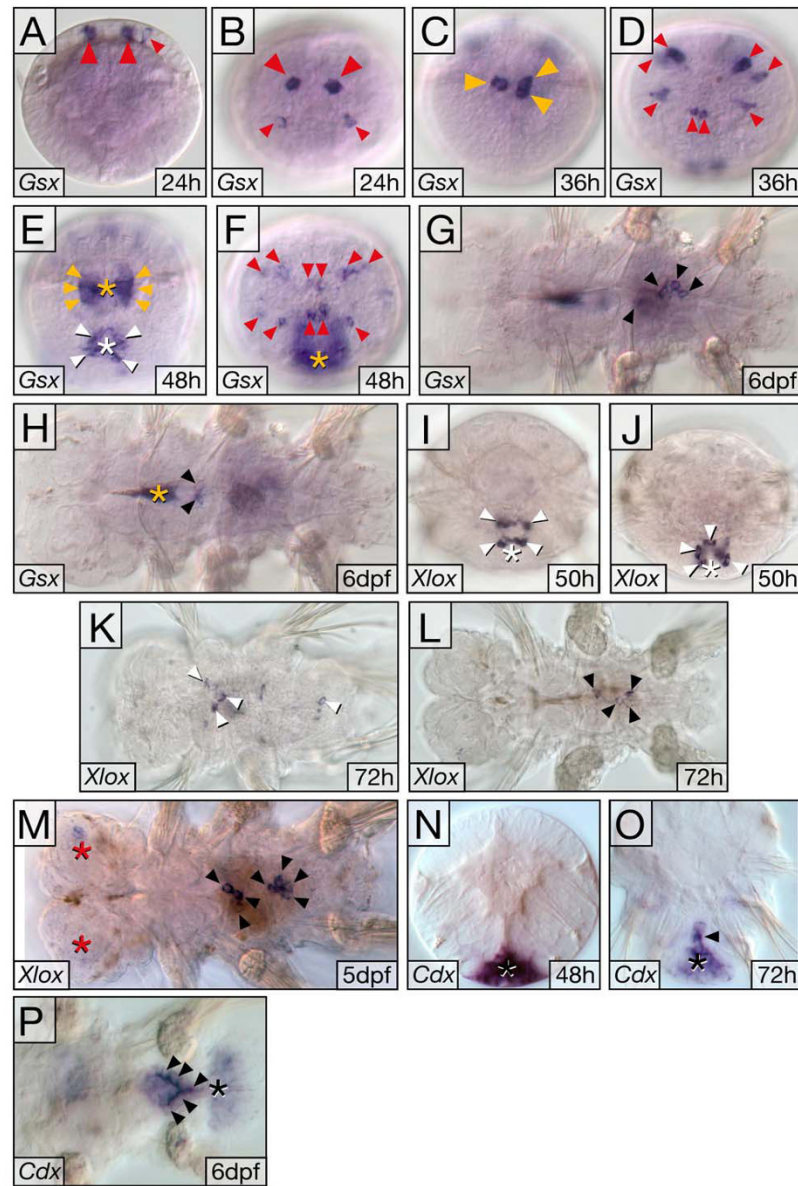 A
Gsx 24h
B
Gsx 24h
C
Gsx 36h
D
Gsx 36h
E
Gsx 48h
F
Gsx 48h
G
Gsx 6dpf
H
Gsx 6dpf
I
Xlox 50h
J
Xlox 50h
K
Xlox 72h
L
Xlox 72h
M
Xlox 5dpf
N
Cdx 48h
O
Cdx 72h
P
Cdx 6dpf